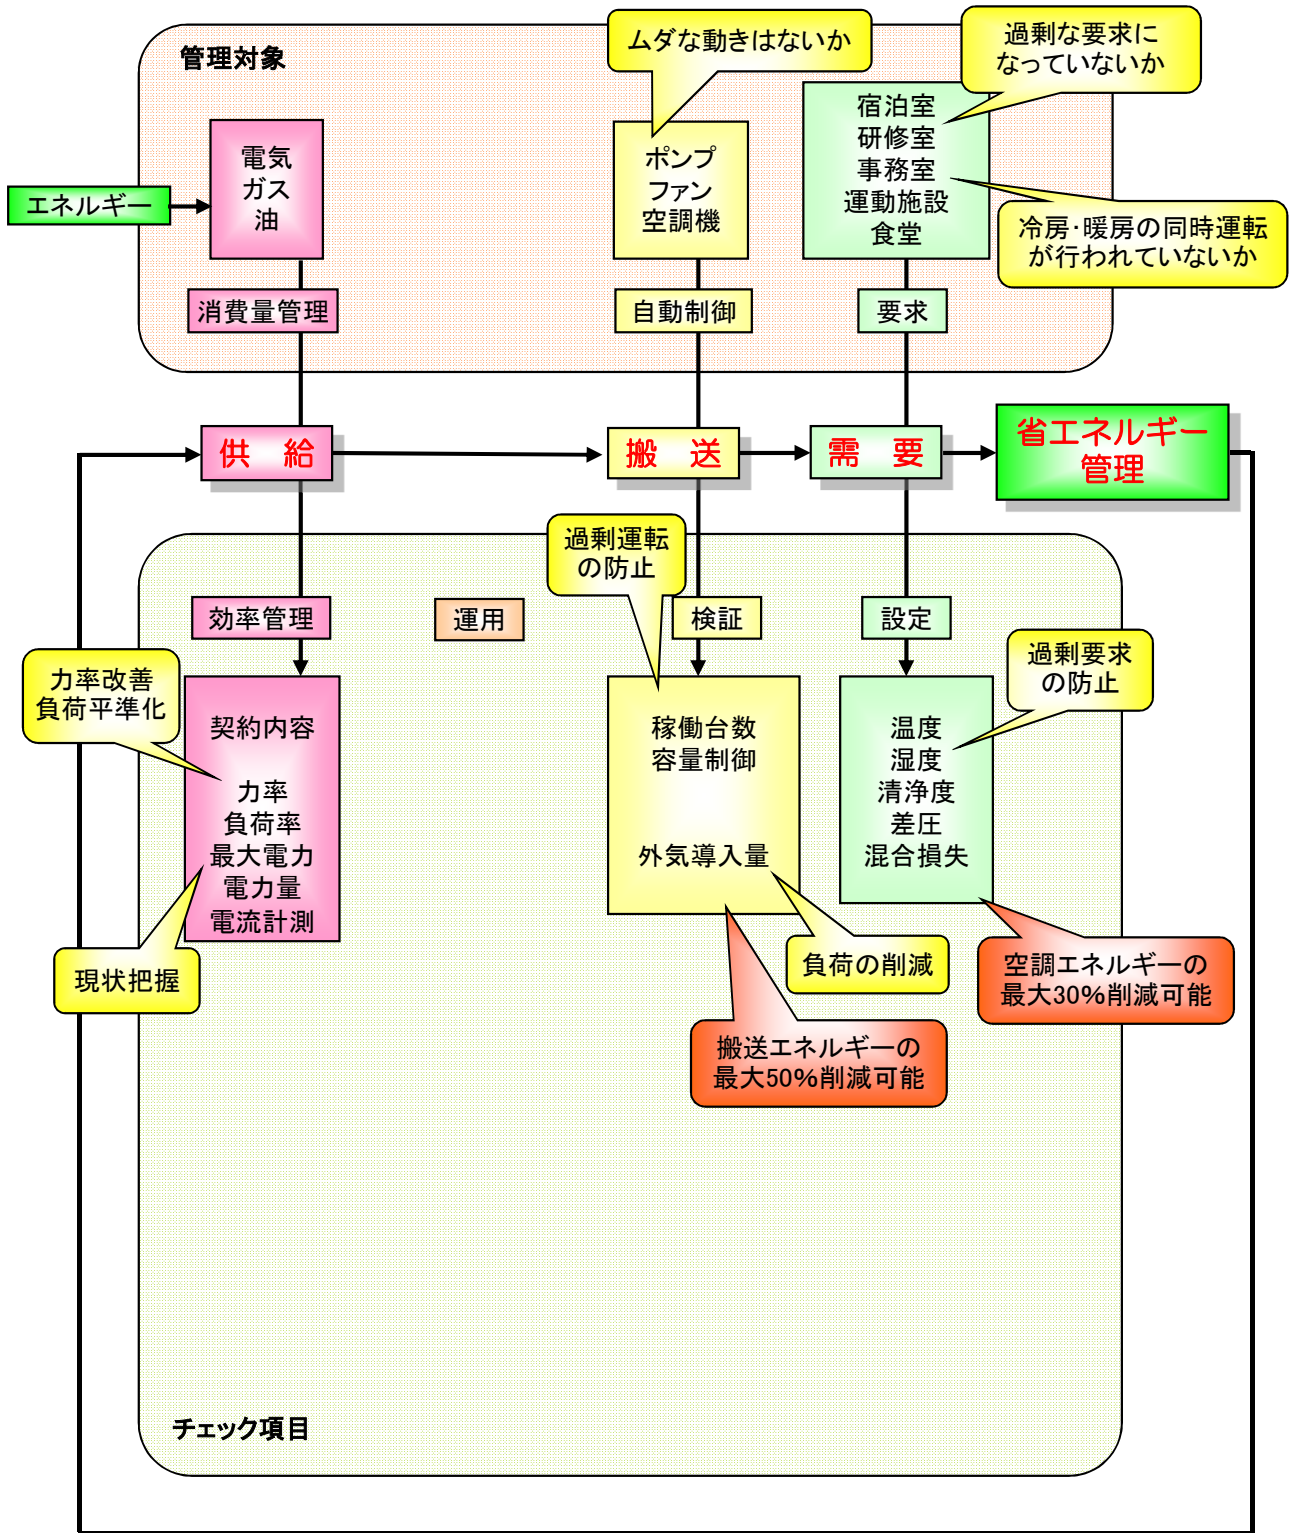 管理対象
ムダな動きはないか
過剰な要求に
なっていないか
エネルギー
電気
ガス
油
ポンプ
ファン
空調機
宿泊室
研修室
事務室
運動施設
食堂
冷房・暖房の同時運転
が行われていないか
消費量管理
自動制御
要求
供 給
搬 送
需 要
省エネルギー
管理
過剰運転
の防止
効率管理
運用
検証
設定
力率改善
負荷平準化
過剰要求
の防止
契約内容
力率
負荷率
最大電力
電力量
電流計測
稼働台数
容量制御
外気導入量
温度
湿度
清浄度
差圧
混合損失
現状把握
負荷の削減
空調エネルギーの
最大30%削減可能
搬送エネルギーの
最大50%削減可能
チェック項目